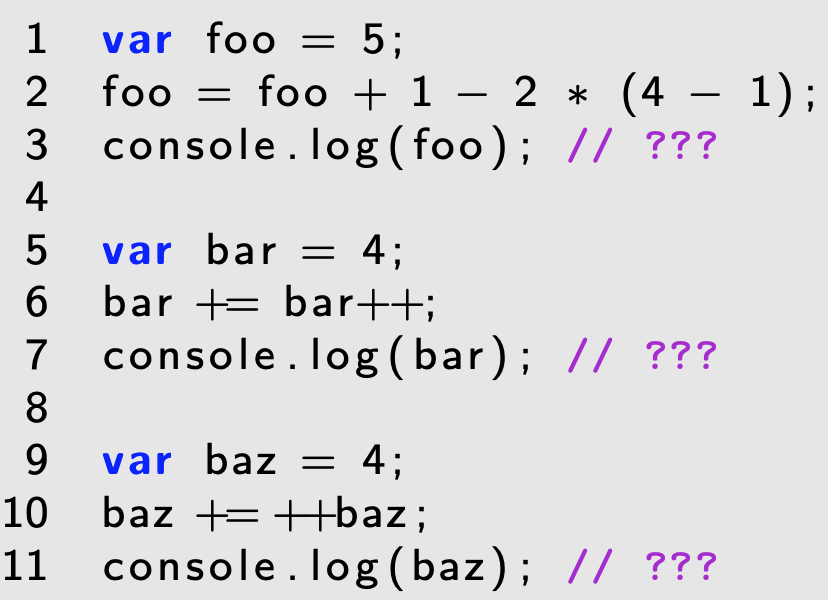 1 var foo = 5;
2 foo = foo + 1 − 2 * (4 − 1);
3 console.log(foo); // ???
4
5 var bar = 4;
6 bar += bar++;
7 console.log(bar); // ???
8
9 var baz = 4;
10 baz += ++baz;
11 console.log(baz); // ???